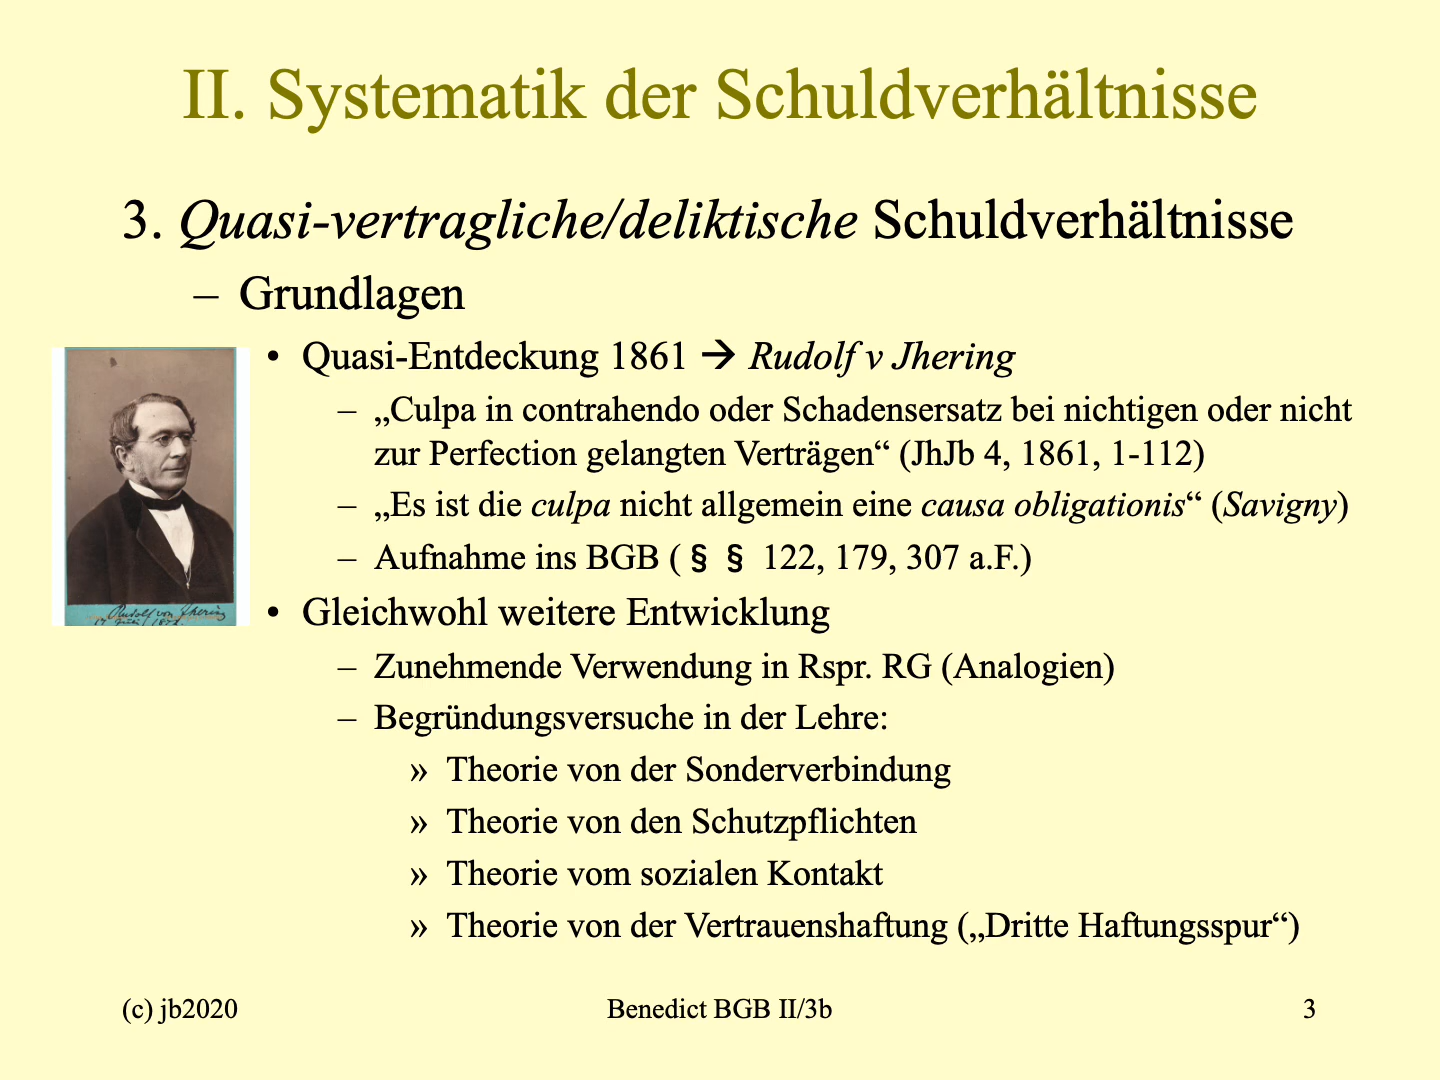 II. Systematik der Schuldverhältnisse
3. Quasi-vertragliche/deliktische Schuldverhältnisse
– Grundlagen
• Quasi-Entdeckung 1861 → Rudolf v Jhering
– „Culpa in contrahendo oder Schadensersatz bei nichtigen oder nicht
zur Perfection gelangten Verträgen“ (JhJb 4, 1861, 1-112)
– „Es ist die culpa nicht allgemein eine causa obligationis“ (Savigny)
– Aufnahme ins BGB ( § § 122, 179, 307 a.F.)
Rudolf von Jhering
• Gleichwohl weitere Entwicklung
– Zunehmende Verwendung in Rspr. RG (Analogien)
– Begründungsversuche in der Lehre:
» Theorie von der Sonderverbindung
» Theorie von den Schutzpflichten
» Theorie vom sozialen Kontakt
» Theorie von der Vertrauenshaftung („Dritte Haftungsspur“)
(c) jb2020 Benedict BGB II/3b 3